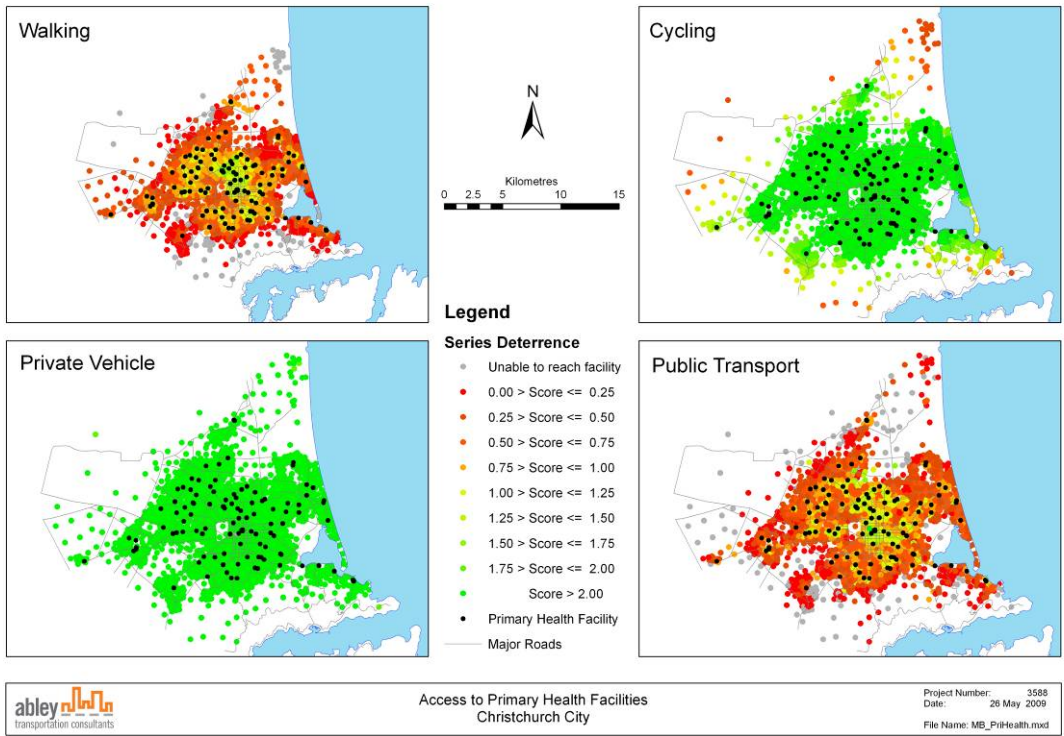 Walking
Cycling
N
Kilometres
0 2.5 5 10 15
Legend
Series Deterrence
Unable to reach facility
0.00 > Score <= 0.25
0.25 > Score <= 0.50
0.50 > Score <= 0.75
0.75 > Score <= 1.00
1.00 > Score <= 1.25
1.25 > Score <= 1.50
1.50 > Score <= 1.75
1.75 > Score <= 2.00
Score > 2.00
Primary Health Facility
Major Roads
Private Vehicle
Public Transport
abley
transportation consultants
Access to Primary Health Facilities
Christchurch City
Project Number: 3588
Date: 26 May 2009
File Name: MB_PriHealth.mxd